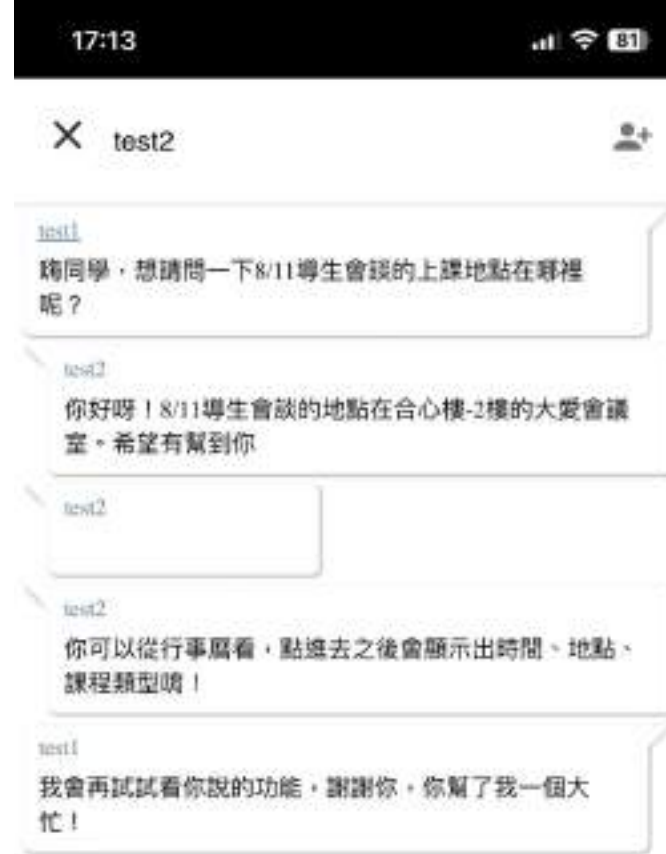 17:13
81
test2
test1
嗨同學，想請問一下8/11導生會談的上課地點在哪裡
呢？
test2
你好呀！8/11導生會談的地點在合心樓-2樓的大愛會議
室。希望有幫到你
test2
test2
你可以從行事曆看，點進去之後會顯示出時間、地點、
課程類型唷！
test1
我會再試試看你說的功能，謝謝你，你幫了我一個大
忙！